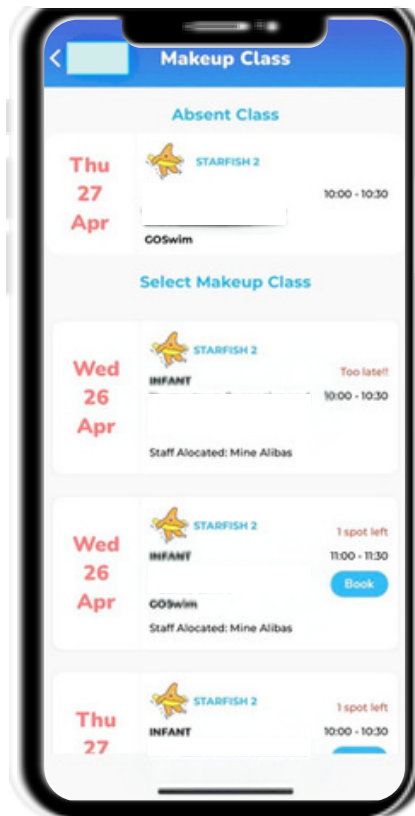 Makeup Class
Absent Class
Thu
27
Apr
STARFISH 2
10:00 - 10:30
GOSwim
Select Makeup Class
Wed
26
Apr
STARFISH 2
INFANT
Too late!!
10:00 - 10:30
Staff Alocated: Mine Alibas
Wed
26
Apr
STARFISH 2
INFANT
1 spot left
11:00 - 11:30
Book
GOSwim
Staff Alocated: Mine Alibas
Thu
27
STARFISH 2
INFANT
1 spot left
10:00 - 10:30